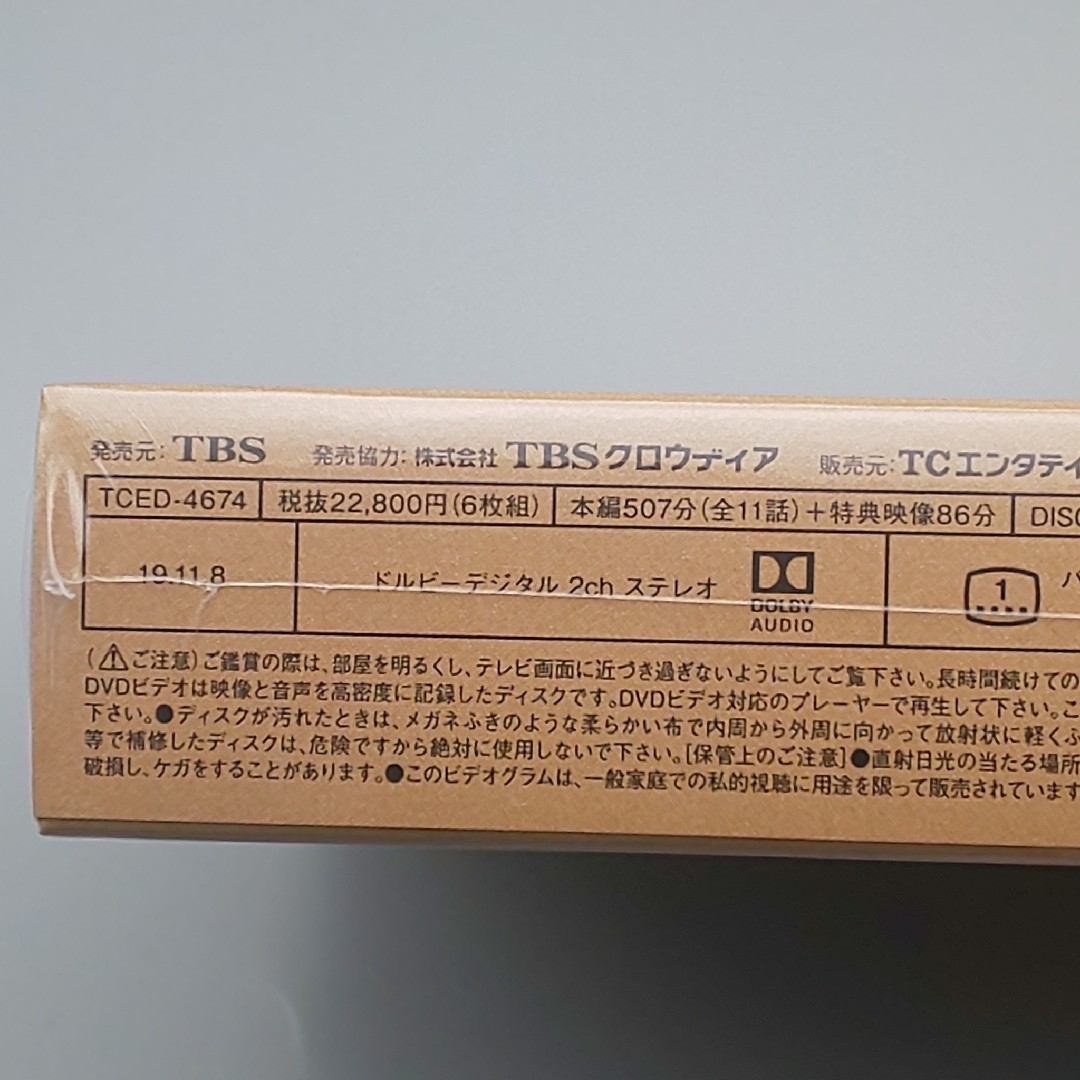 発売元: TBS 発売協力: 株式会社 TBSクロウディア 販売元: TCエンタテイ
TCED-4674 税抜22,800円(6枚組) 本編507分(全11話)+特典映像86分 DISC
19.11.8 ドルビーデジタル 2ch ステレオ DOLBY AUDIO 1
(⚠ご注意)ご鑑賞の際は、部屋を明るくし、テレビ画面に近づき過ぎないようにしてご覧下さい。長時間続けての
DVDビデオは映像と音声を高密度に記録したディスクです。DVDビデオ対応のプレーヤーで再生して下さい。こ
下さい。●ディスクが汚れたときは、メガネふきのような柔らかい布で内周から外周に向かって放射状に軽くふ
等で補修したディスクは、危険ですから絶対に使用しないで下さい。[保管上のご注意]●直射日光の当たる場所
破損し、ケガをすることがあります。●このビデオグラムは、一般家庭での私的視聴に用途を限って販売されています